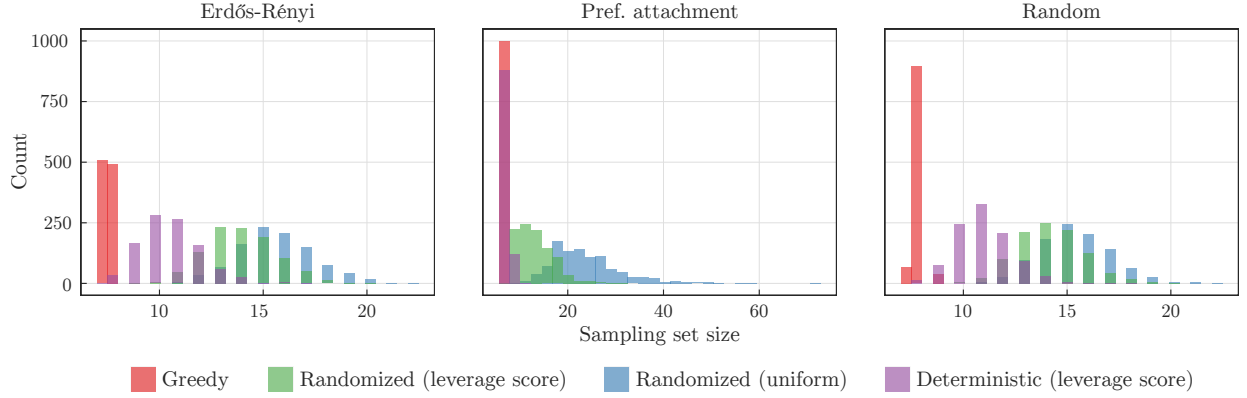 Erdős-Rényi
Pref. attachment
Random
Count
1000
750
500
250
0
10
15
20
20
40
60
10
15
20
Sampling set size
Greedy
Randomized (leverage score)
Randomized (uniform)
Deterministic (leverage score)